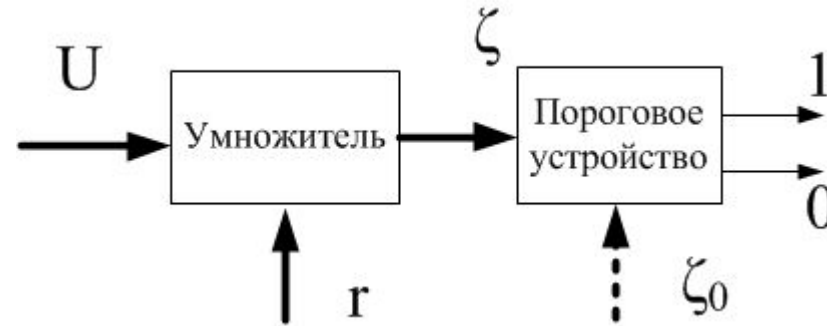 U
Умножитель
ζ
Пороговое
устройство
1
0
r
ζ₀